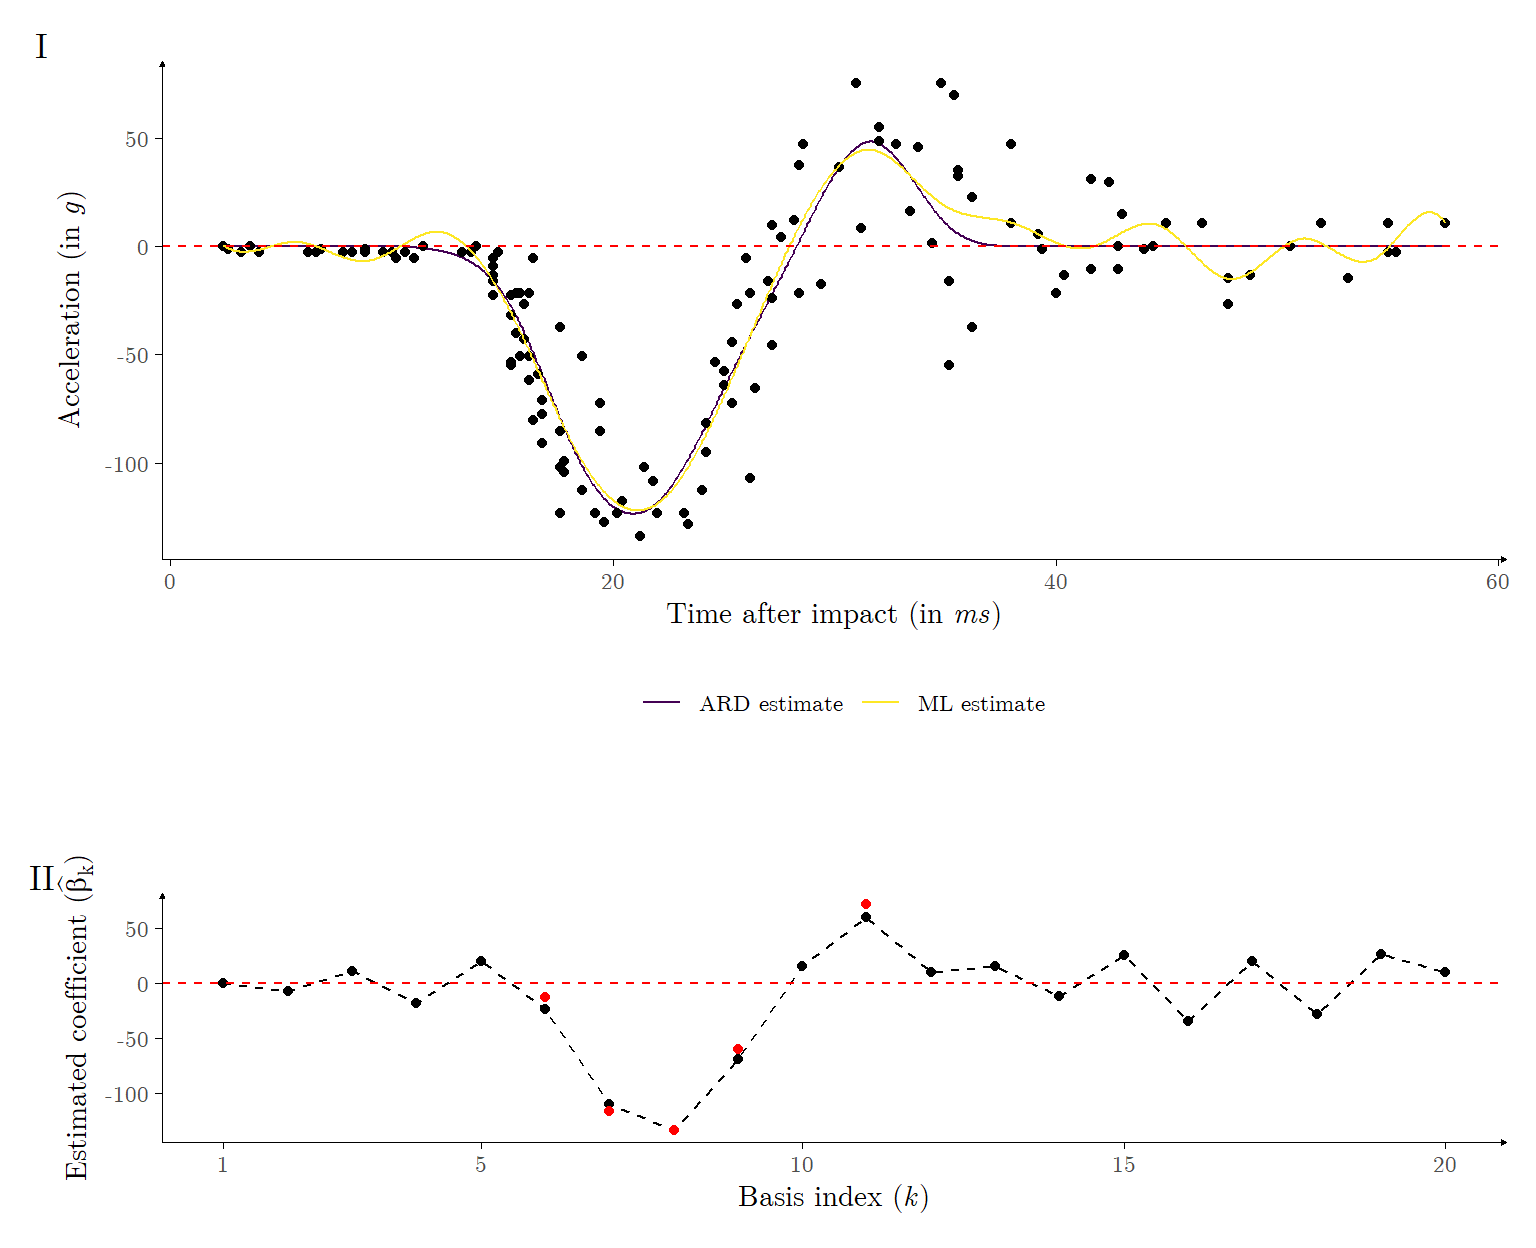 I
Acceleration (in g)
50
0
-50
-100
0 20 40 60
Time after impact (in ms)
ARD estimate ML estimate
II
Estimated coefficient (β̂k)
50
0
-50
-100
1 5 10 15 20
Basis index (k)